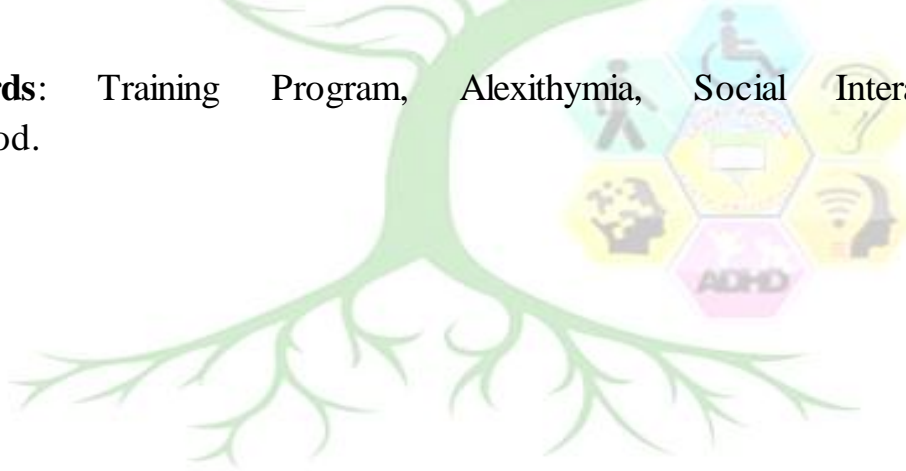 rds: Training Program, Alexithymia, Social Intera
od.
ADHD